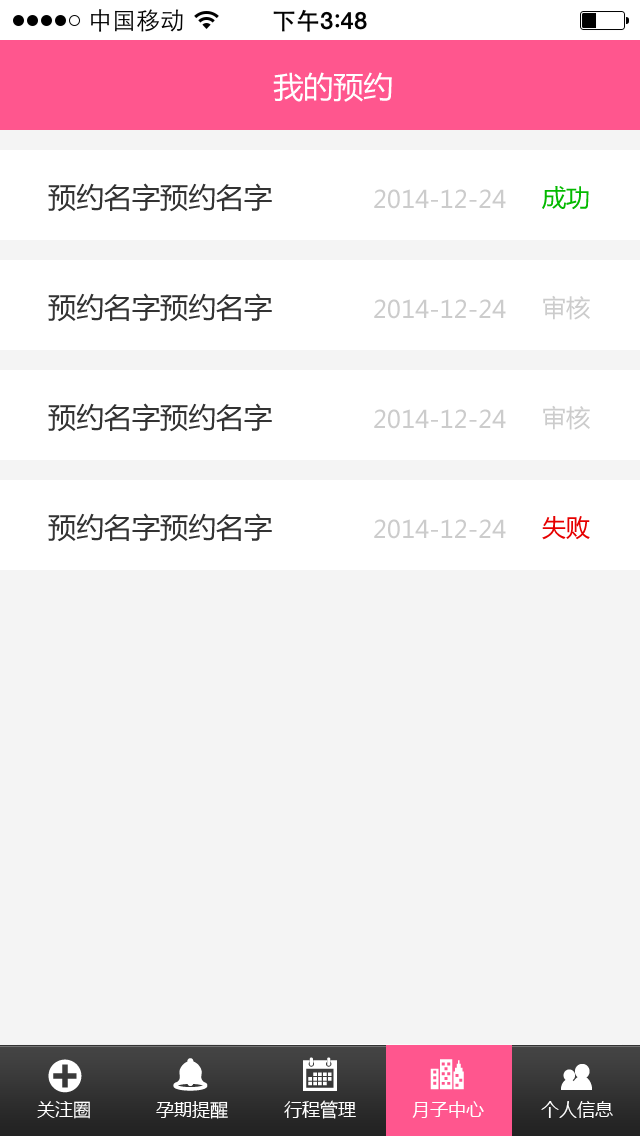 中国移动 下午3:48
我的预约
预约名字预约名字 2014-12-24 成功
预约名字预约名字 2014-12-24 审核
预约名字预约名字 2014-12-24 审核
预约名字预约名字 2014-12-24 失败
关注圈 孕期提醒 行程管理 月子中心 个人信息